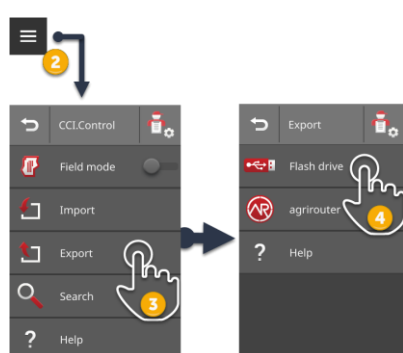 2
CCI.Control
Field mode
Import
Export
Search
? Help
3
Export
Flash drive
agrirouter
? Help
4